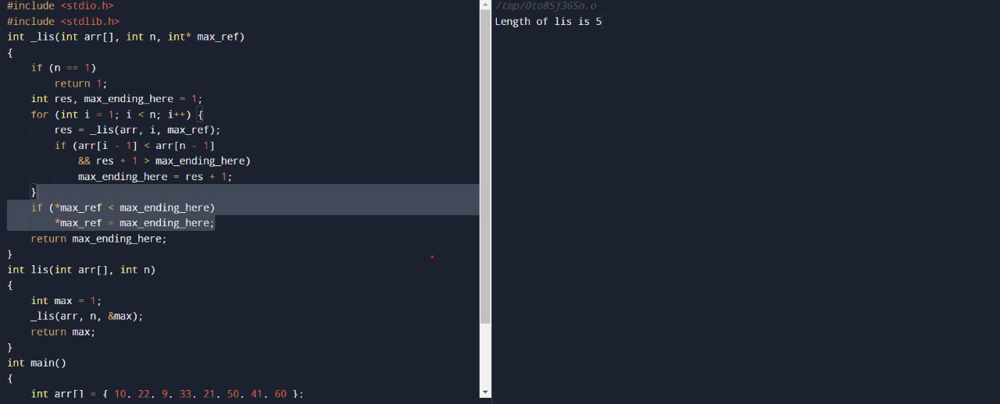 #include <stdio.h>
#include <stdlib.h>
int _lis(int arr[], int n, int* max_ref)
{
    if (n == 1)
        return 1;
    int res, max_ending_here = 1;
    for (int i = 1; i < n; i++) {
        res = _lis(arr, i, max_ref);
        if (arr[i - 1] < arr[n - 1]
            && res + 1 > max_ending_here)
            max_ending_here = res + 1;
    }
    if (*max_ref < max_ending_here)
        *max_ref = max_ending_here;
    return max_ending_here;
}
int lis(int arr[], int n)
{
    int max = 1;
    _lis(arr, n, &max);
    return max;
}
int main()
{
    int arr[] = { 10, 22, 9, 33, 21, 50, 41, 60 };
/tmp/0to8Sj36Sn.o
Length of lis is 5